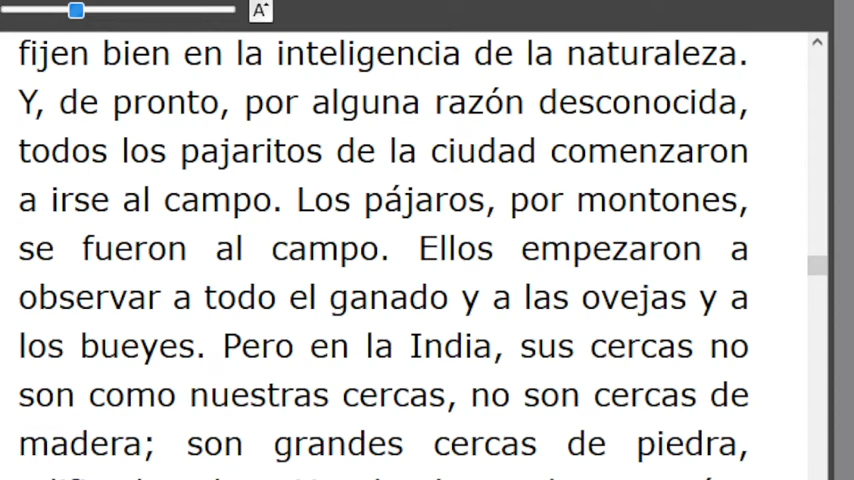 A
fijen bien en la inteligencia de la naturaleza.
Y, de pronto, por alguna razón desconocida,
todos los pajaritos de la ciudad comenzaron
a irse al campo. Los pájaros, por montones,
se fueron al campo. Ellos empezaron a
observar a todo el ganado y a las ovejas y a
los bueyes. Pero en la India, sus cercas no
son como nuestras cercas, no son cercas de
madera; son grandes cercas de piedra,